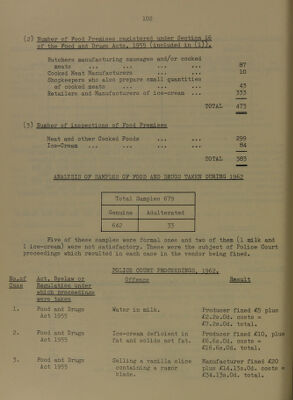 102
(2) Number of Food Premises registered under Section 16
of the Food and Drugs Acts, 1955 (included in (1)).
Butchers manufacturing sausages and/or cooked
meats ... ... ... ... 87
Cooked Meat Manufacturers ... ... 10
Shopkeepers who also prepare small quantities
of cooked meats ... ... ... 43
Retailers and Manufacturers of ice-cream ... 333
TOTAL 473
(3) Number of inspections of Food Premises
Meat and other Cooked Foods ... ... 299
Ice-Cream ... ... ... ... 84
TOTAL 383
ANALYSIS OF SAMPLES OF FOOD AND DRUGS TAKEN DURING 1962
Total Samples 679
Genuine Adulterated
642 33
Five of these samples were formal ones and two of them (1 milk and
1 ice-cream) were not satisfactory. These were the subject of Police Court
proceedings which resulted in each case in the vendor being fined.
POLICE COURT PROCEEDINGS, 1962.
No.of Act, Byelaw or Offence Result
Case Regulation under
which proceedings
were taken
1. Food and Drugs Water in milk. Producer fined £5 plus
Act 1955 £2.2s.0d. costs =
£7.2s.0d. total.
2. Food and Drugs Ice-cream deficient in Producer fined £10, plus
Act 1955 fat and solids not fat. £6.6s.0d. costs =
£16.6s.0d. total.
3. Food and Drugs Selling a vanilla slice Manufacturer fined £20
Act 1955 containing a razor plus £14.13s.0d. costs =
blade. £34.13s.0d. total.